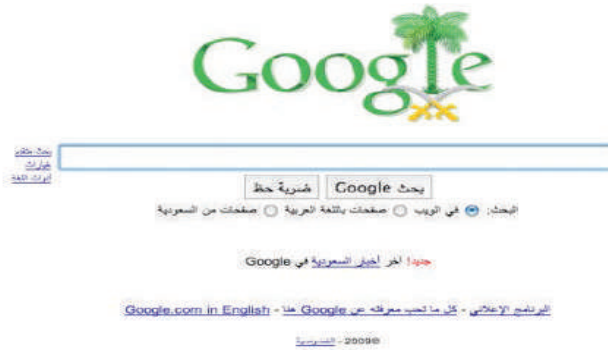 Google
بحث متقدم
خيارات
أدوات اللغة
بحث Google ضربة حظ
البحث: في الويب صفحات باللغة العربية صفحات من السعودية
جديد! اخر أخبار السعودية في Google
البرنامج الإعلاني - كل ما تحب معرفته عن Google هنا - Google.com in English
©2009 - الخصوصية